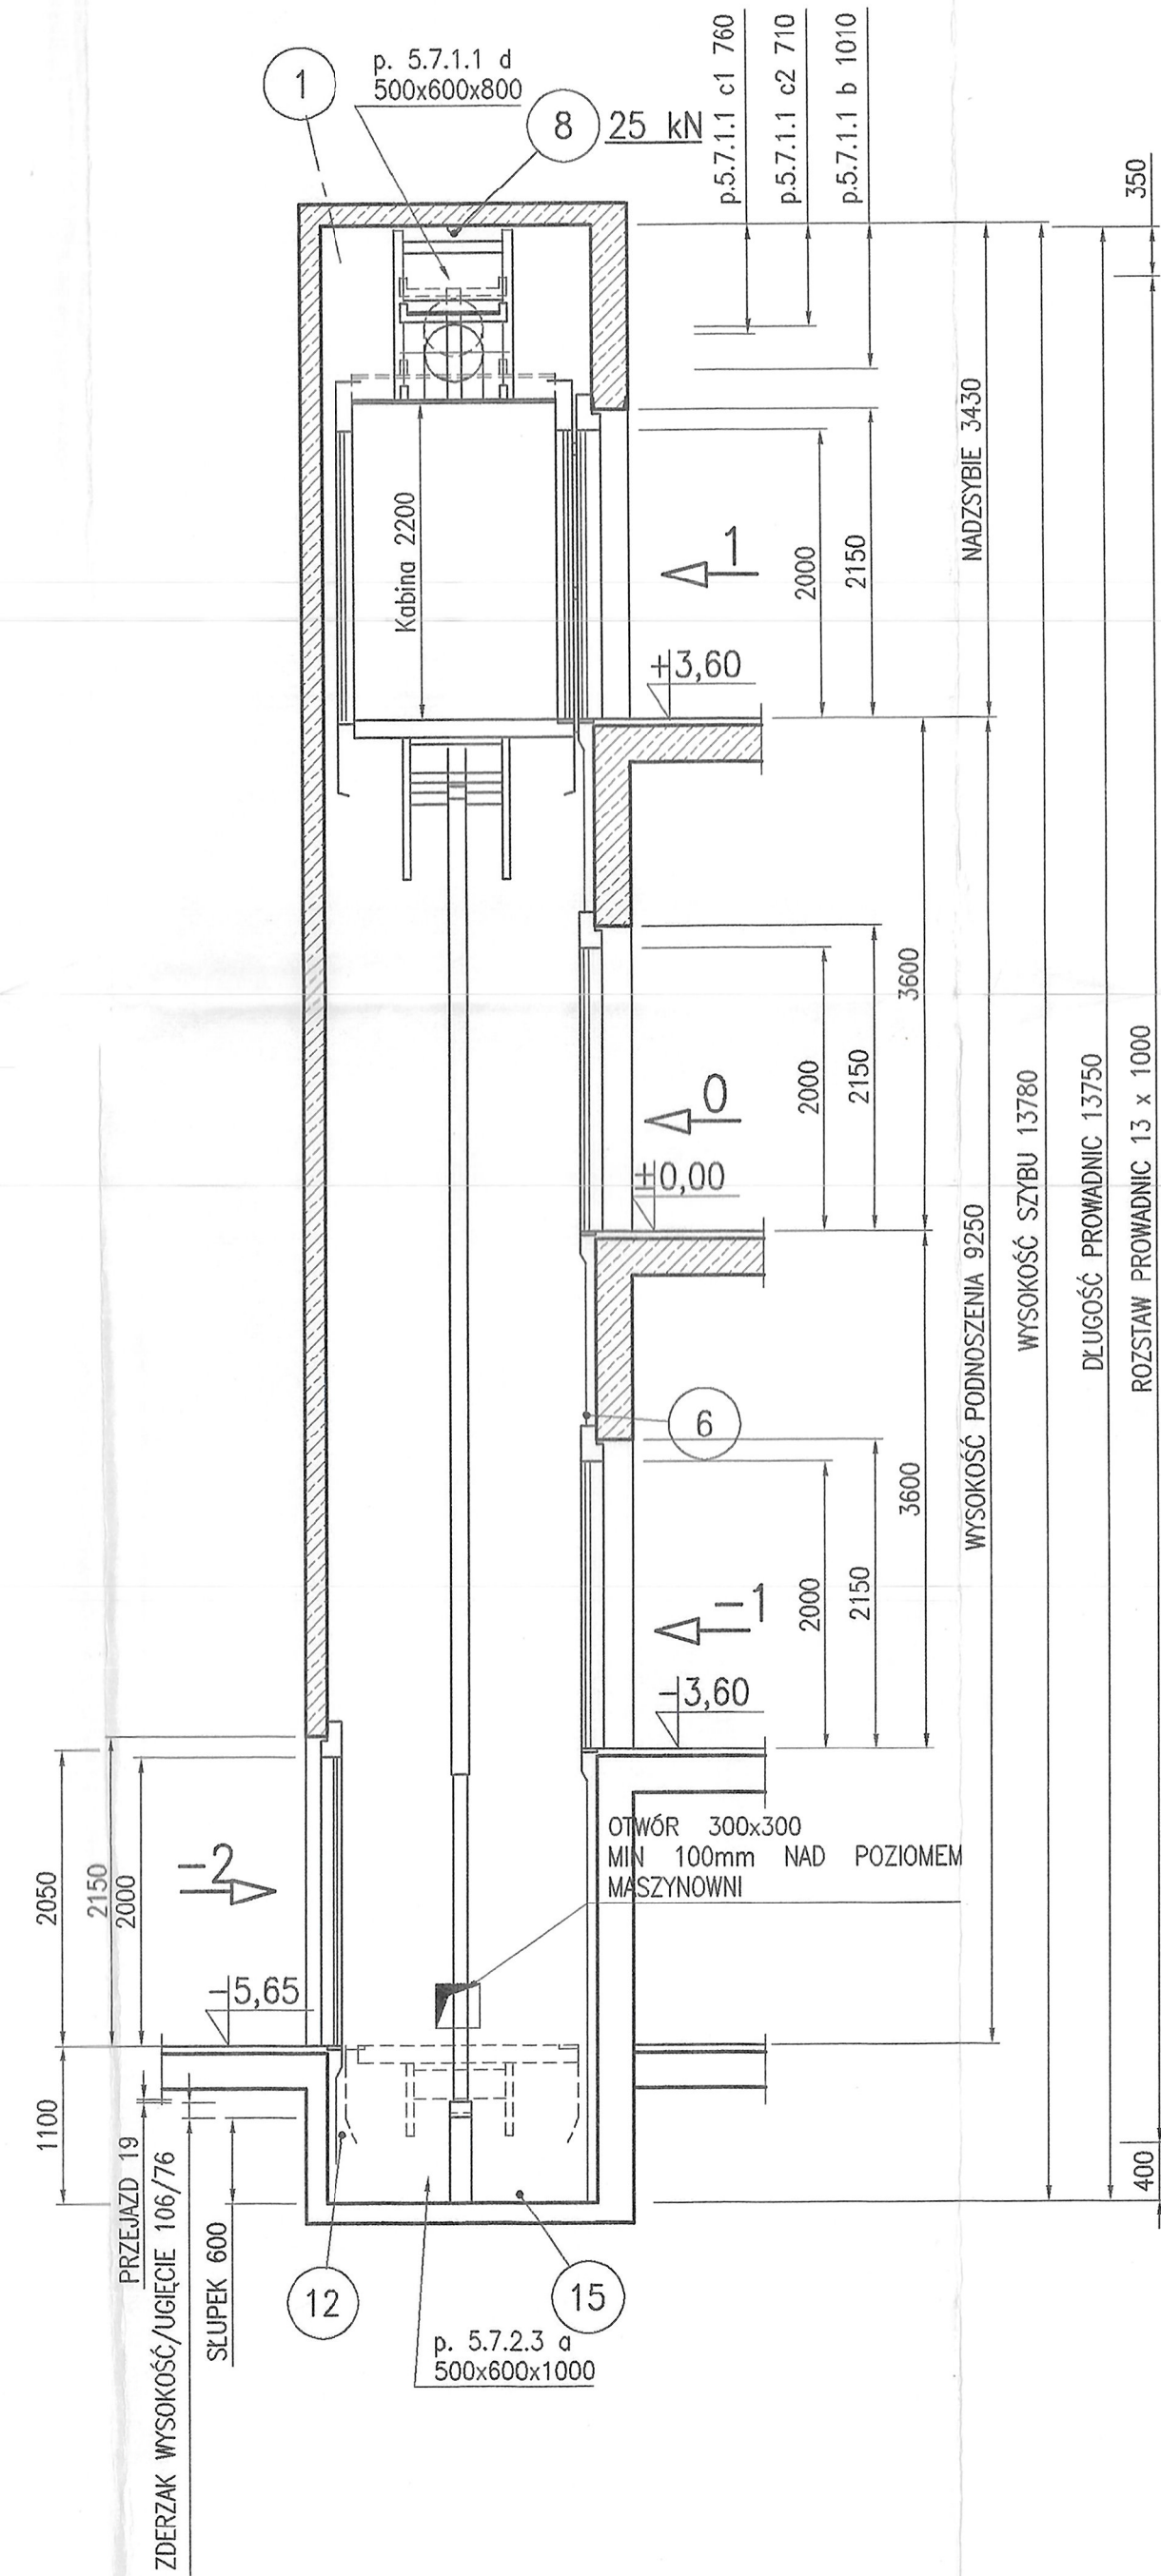 1
p. 5.7.1.1 d
500x600x800
8
25 kN
p.5.7.1.1 c1 760
p.5.7.1.1 c2 710
p.5.7.1.1 b 1010
350
Kabina 2200
1
2000
2150
NADZSYBIE 3430
+3,60
3600
0
2000
2150
±0,00
WYSOKOŚĆ PODNOSZENIA 9250
WYSOKOŚĆ SZYBU 13780
DŁUGOŚĆ PROWADNIC 13750
ROZSTAW PROWADNIC 13 x 1000
6
3600
-1
2000
2150
-3,60
OTWÓR 300x300
MIN 100mm NAD POZIOMEM
MASZYNOWNI
-2
2050
2150
2000
-5,65
1100
PRZEJAZD 19
ZDERZAK WYSOKOŚĆ/UGIĘCIE 106/76
SŁUPEK 600
400
12
15
p. 5.7.2.3 a
500x600x1000